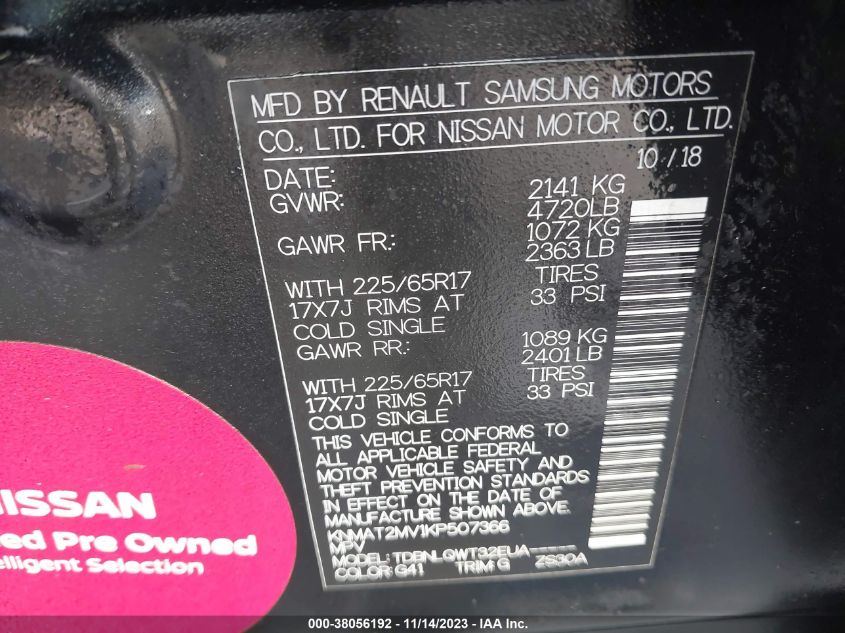 MFD BY RENAULT SAMSUNG MOTORS
CO., LTD. FOR NISSAN MOTOR CO., LTD.
DATE: 10 / 18
GVWR: 2141 KG
4720LB
GAWR FR.: 1072 KG
2363 LB
WITH 225/65R17 TIRES
17X7J RIMS AT 33 PSI
COLD SINGLE
GAWR RR.: 1089 KG
2401 LB
WITH 225/65R17 TIRES
17X7J RIMS AT 33 PSI
COLD SINGLE
THIS VEHICLE CONFORMS TO
ALL APPLICABLE FEDERAL
MOTOR VEHICLE SAFETY AND
THEFT PREVENTION STANDARDS
IN EFFECT ON THE DATE OF
MANUFACTURE SHOWN ABOVE.
KNMAT2MV1KP507366
MPV
MODEL: TDBNLQWT32EUA-----
COLOR: G41 TRIM: G ZS30A
NISSAN
ed Pre Owned
elligent Selection
000-38056192 - 11/14/2023 - IAA Inc.